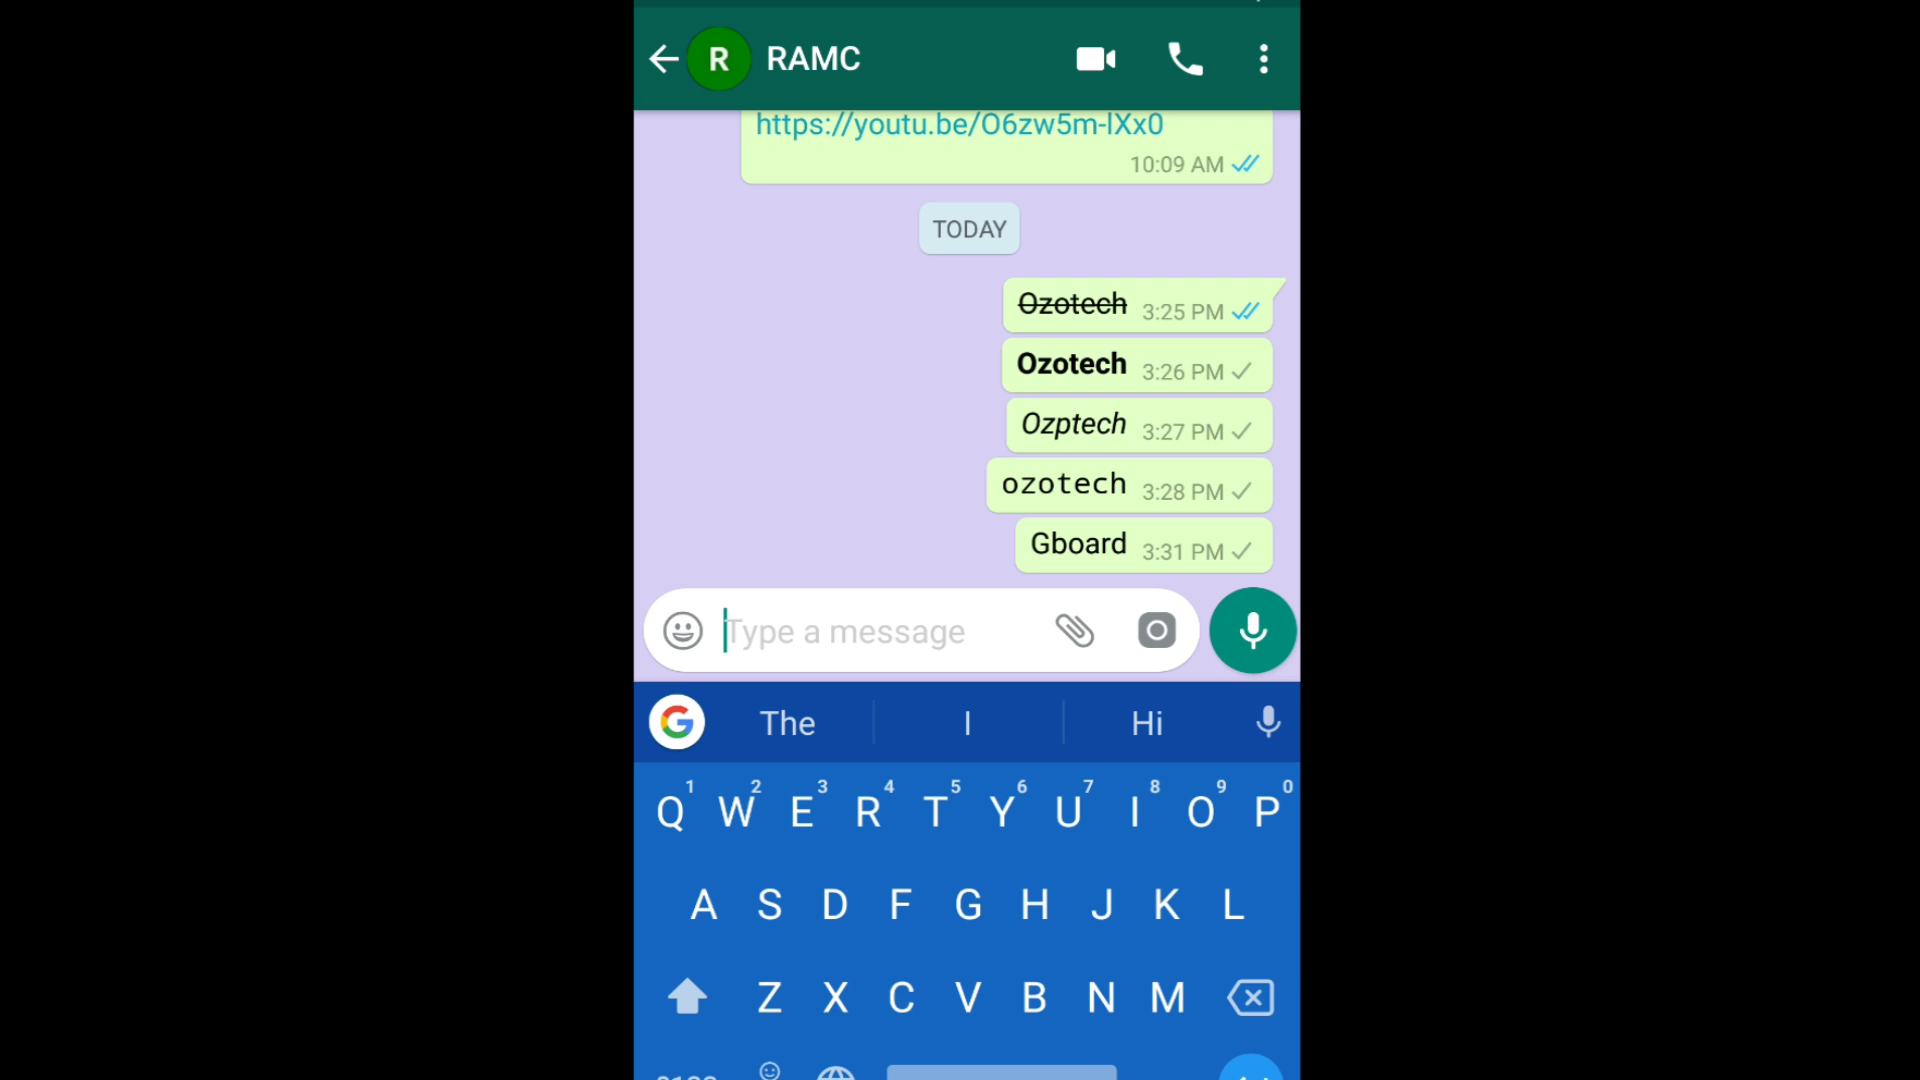 R RAMC
https://youtu.be/O6zw5m-lXx0
10:09 AM
TODAY
Ozotech 3:25 PM
Ozotech 3:26 PM
Ozptech 3:27 PM
ozotech 3:28 PM
Gboard 3:31 PM
Type a message
G The I Hi
1 2 3 4 5 6 7 8 9 0
Q W E R T Y U I O P
A S D F G H J K L
Z X C V B N M